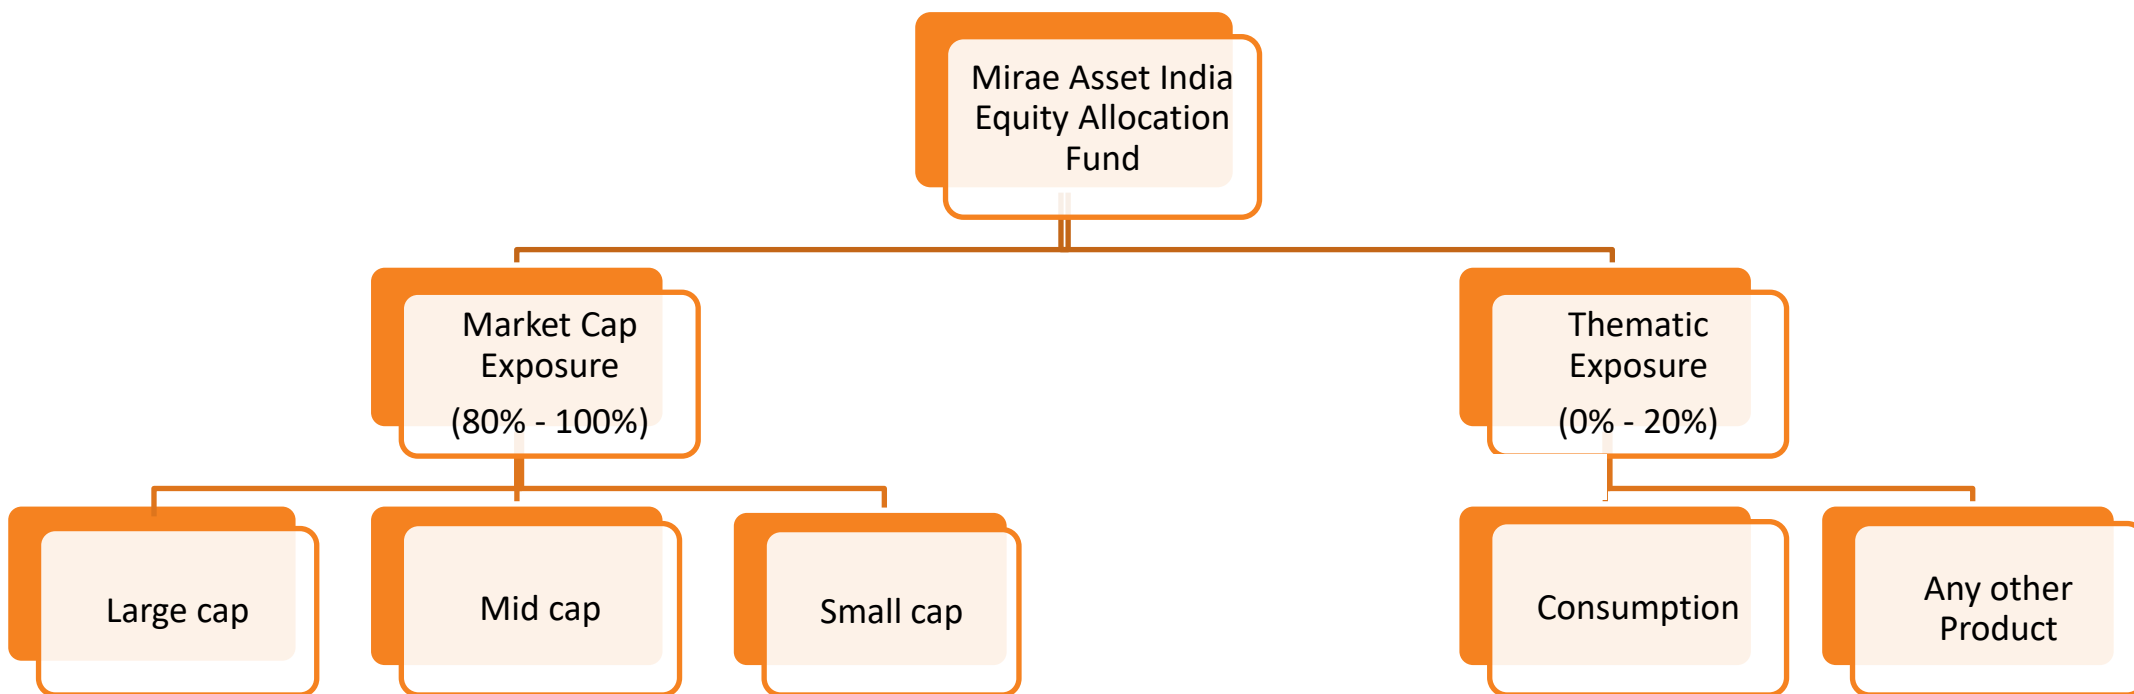 Mirae Asset India
Equity Allocation
Fund
Market Cap
Exposure
(80% - 100%)
Thematic
Exposure
(0% - 20%)
Large cap
Mid cap
Small cap
Consumption
Any other
Product